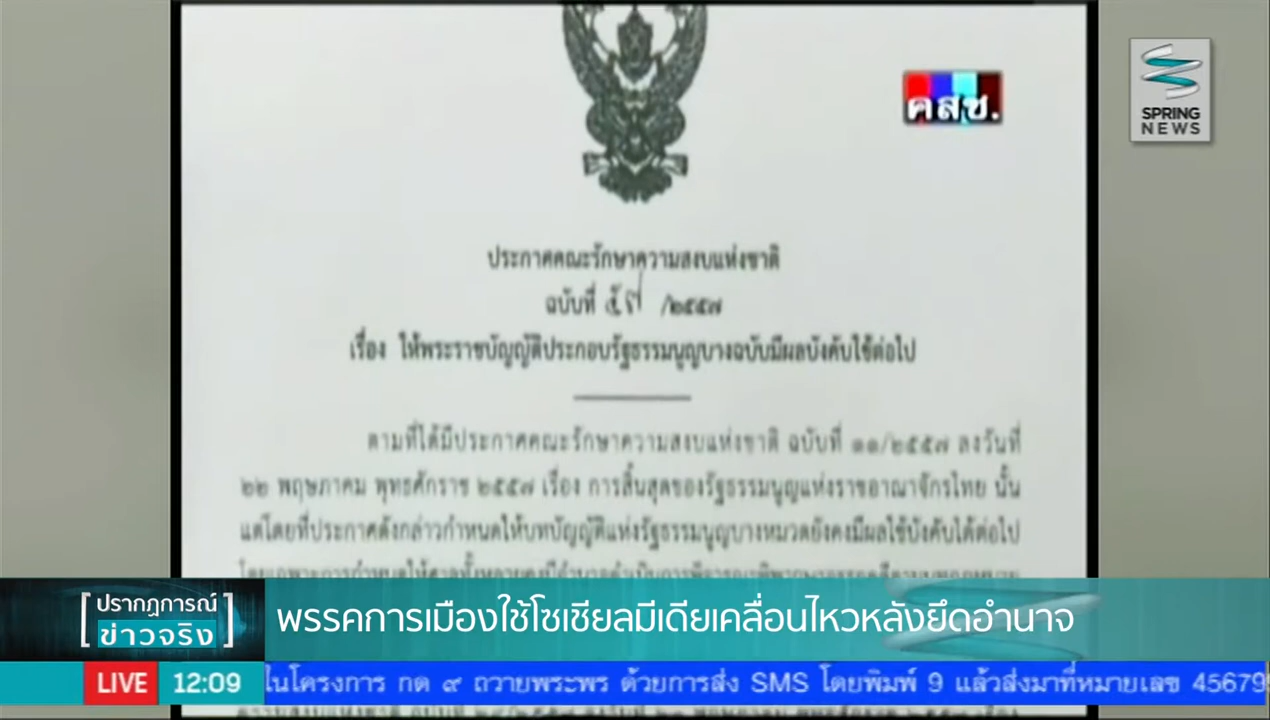 คสช.
SPRING
NEWS
ประกาศคณะรักษาความสงบแห่งชาติ
ฉบับที่ ๕๗ /๒๕๕๗
เรื่อง ให้พระราชบัญญัติประกอบรัฐธรรมนูญบางฉบับมีผลบังคับใช้ต่อไป
ตามที่ได้มีประกาศคณะรักษาความสงบแห่งชาติ ฉบับที่ ๑๑/๒๕๕๗ ลงวันที่
๒๒ พฤษภาคม พุทธศักราช ๒๕๕๗ เรื่อง การสิ้นสุดของรัฐธรรมนูญแห่งราชอาณาจักรไทย นั้น
แต่โดยที่ประกาศดังกล่าวกำหนดให้บทบัญญัติแห่งรัฐธรรมนูญบางหมวดยังคงมีผลใช้บังคับได้ต่อไป
ปรากฏการณ์
ข่าวจริง
พรรคการเมืองใช้โซเชียลมีเดียเคลื่อนไหวหลังยึดอำนาจ
LIVE 12:09 ในโครงการ กด ๙ ถวายพระพร ด้วยการส่ง SMS โดยพิมพ์ 9 แล้วส่งมาที่หมายเลข 456799